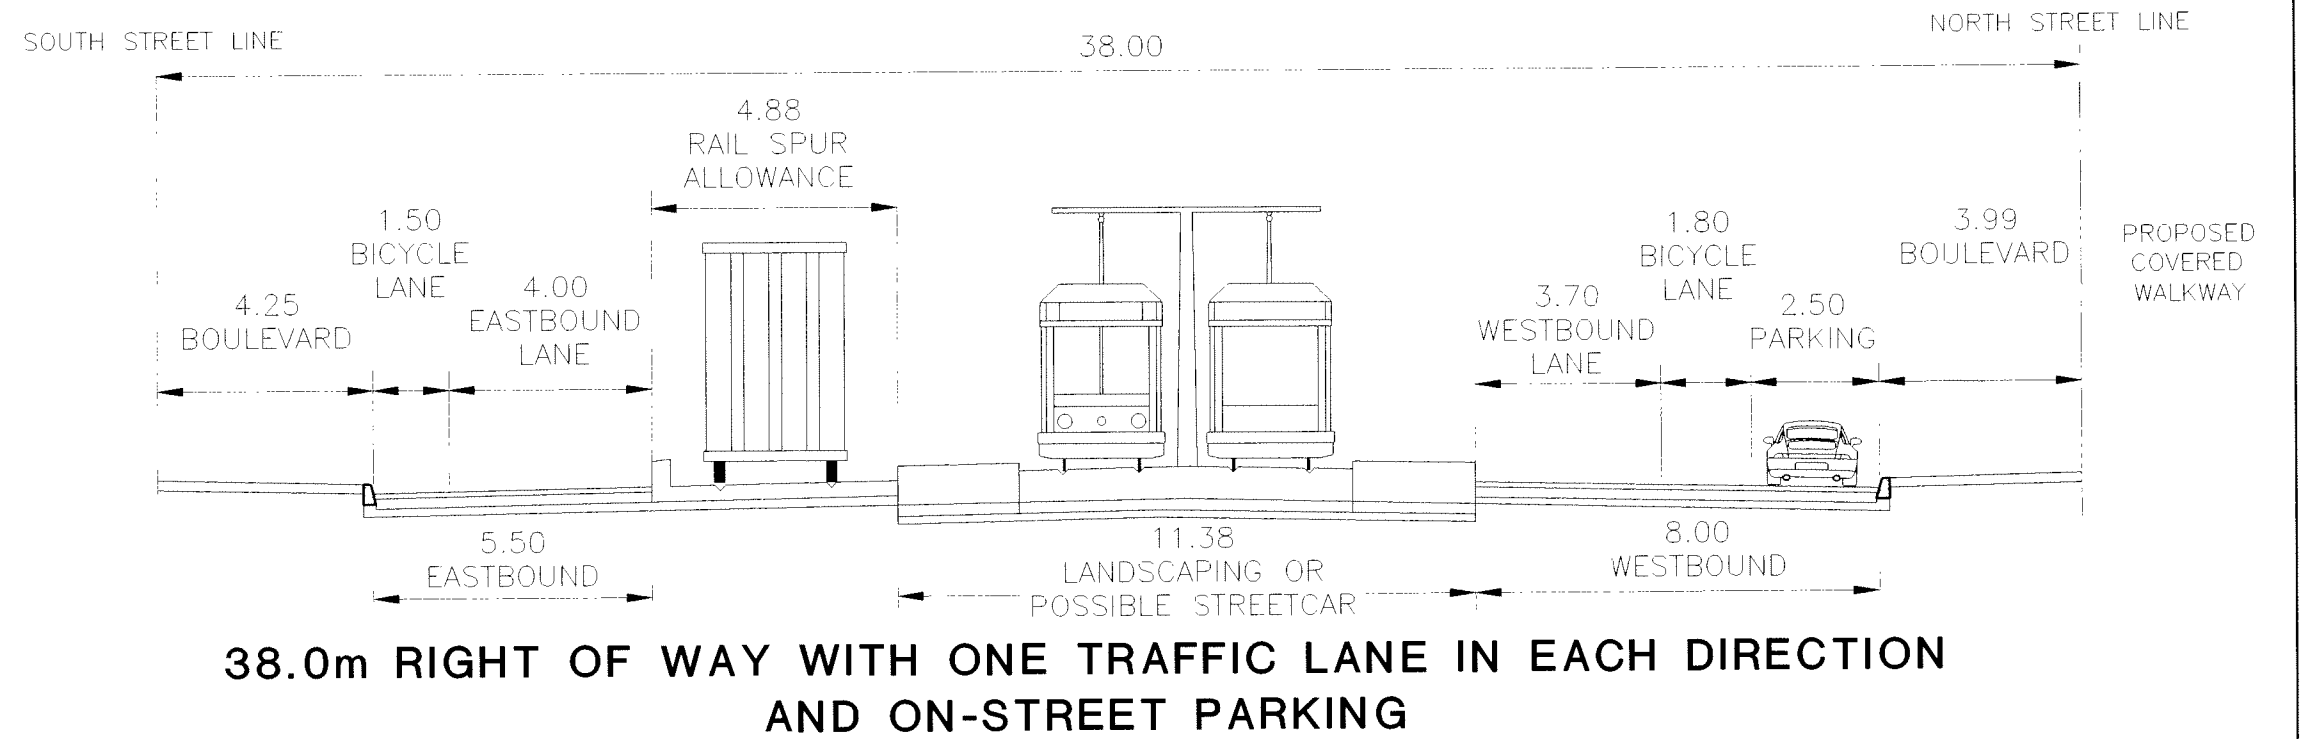 SOUTH STREET LINE
38.00
NORTH STREET LINE
4.88
RAIL SPUR
ALLOWANCE
4.25
BOULEVARD
1.50
BICYCLE
LANE
4.00
EASTBOUND
LANE
3.70
WESTBOUND
LANE
1.80
BICYCLE
LANE
2.50
PARKING
3.99
BOULEVARD
PROPOSED
COVERED
WALKWAY
5.50
EASTBOUND
11.38
LANDSCAPING OR
POSSIBLE STREETCAR
8.00
WESTBOUND
38.0m RIGHT OF WAY WITH ONE TRAFFIC LANE IN EACH DIRECTION
AND ON-STREET PARKING